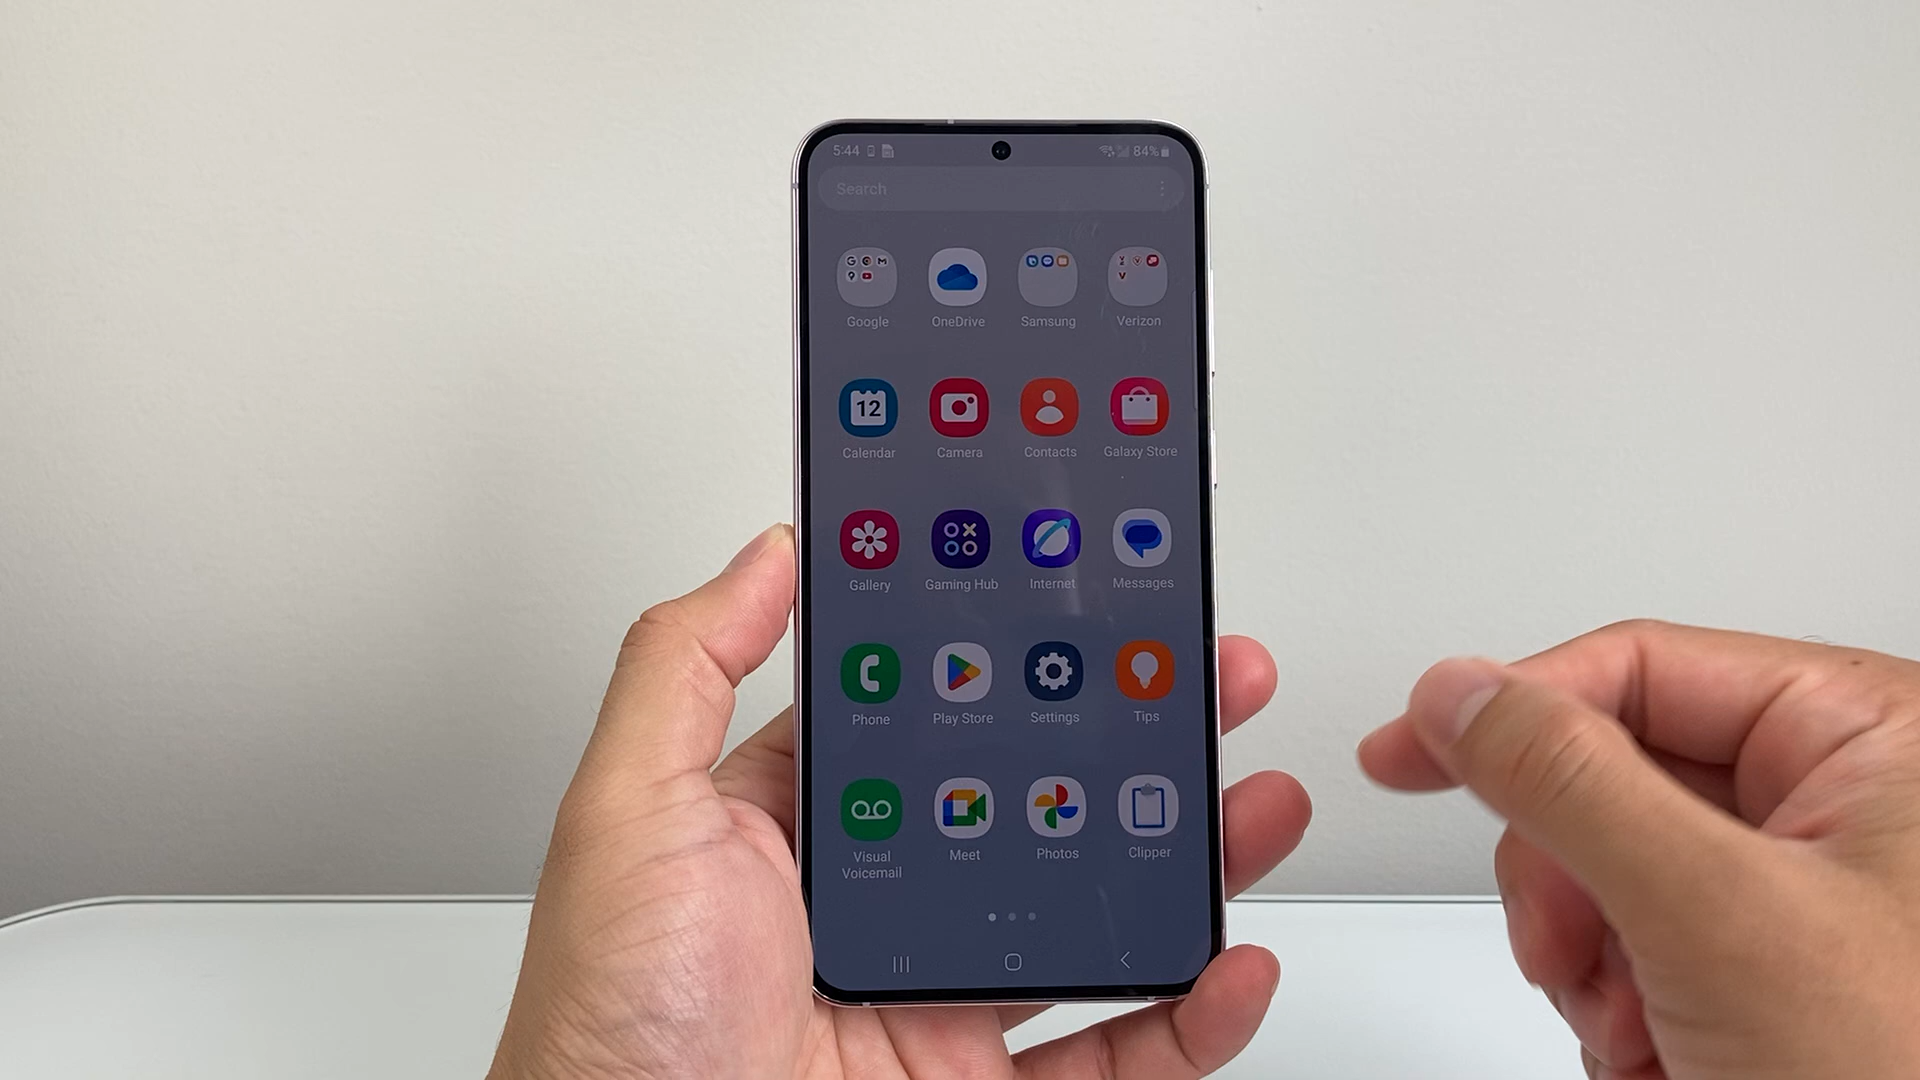 5:44 84%
Search
Google OneDrive Samsung Verizon
12
Calendar Camera Contacts Galaxy Store
Gallery Gaming Hub Internet Messages
Phone Play Store Settings Tips
Visual Voicemail Meet Photos Clipper